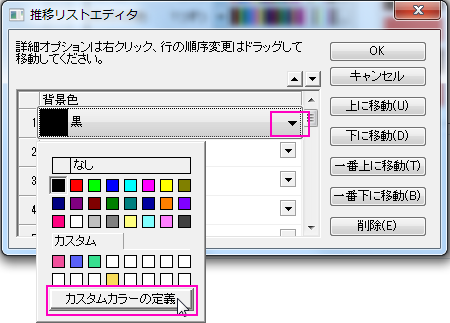 推移リストエディタ
詳細オプションは右クリック、行の順序変更はドラッグして
移動してください。
背景色
1 黒
2
3
4
なし
カスタム
カスタムカラーの定義
OK
キャンセル
上に移動(U)
下に移動(D)
一番上に移動(T)
一番下に移動(B)
削除(E)